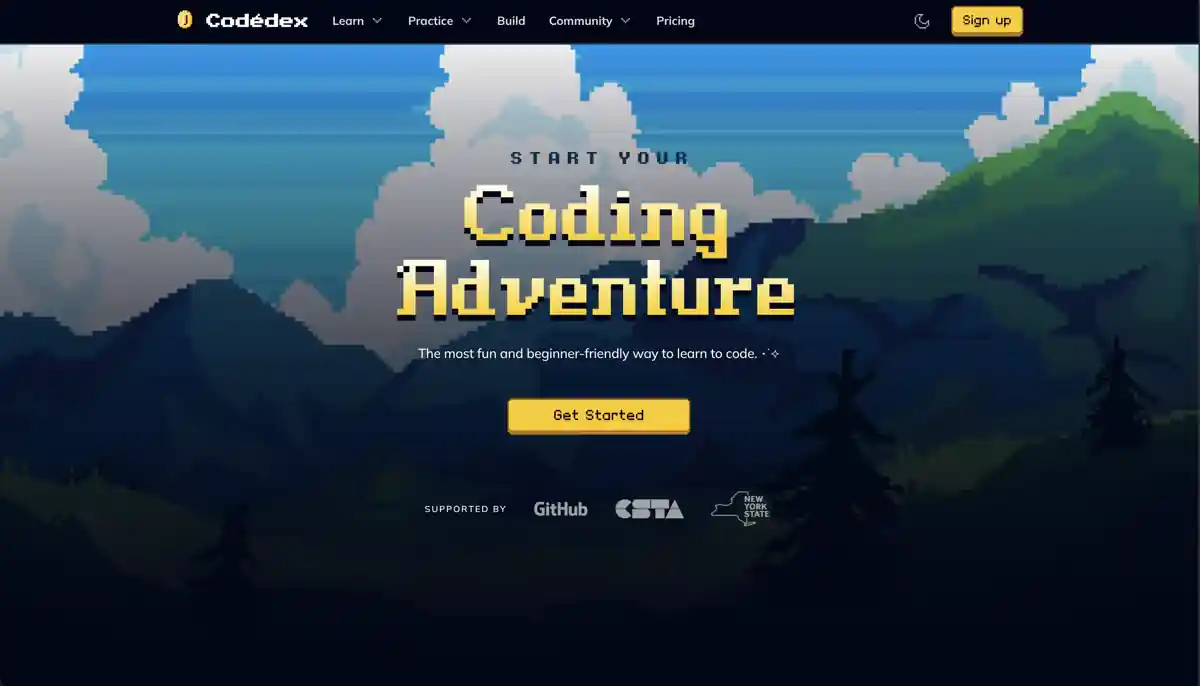 Codédex Learn Practice Build Community Pricing Sign up
START YOUR
Coding
Adventure
The most fun and beginner-friendly way to learn to code.
Get Started
SUPPORTED BY GitHub CSTA NEW YORK STATE